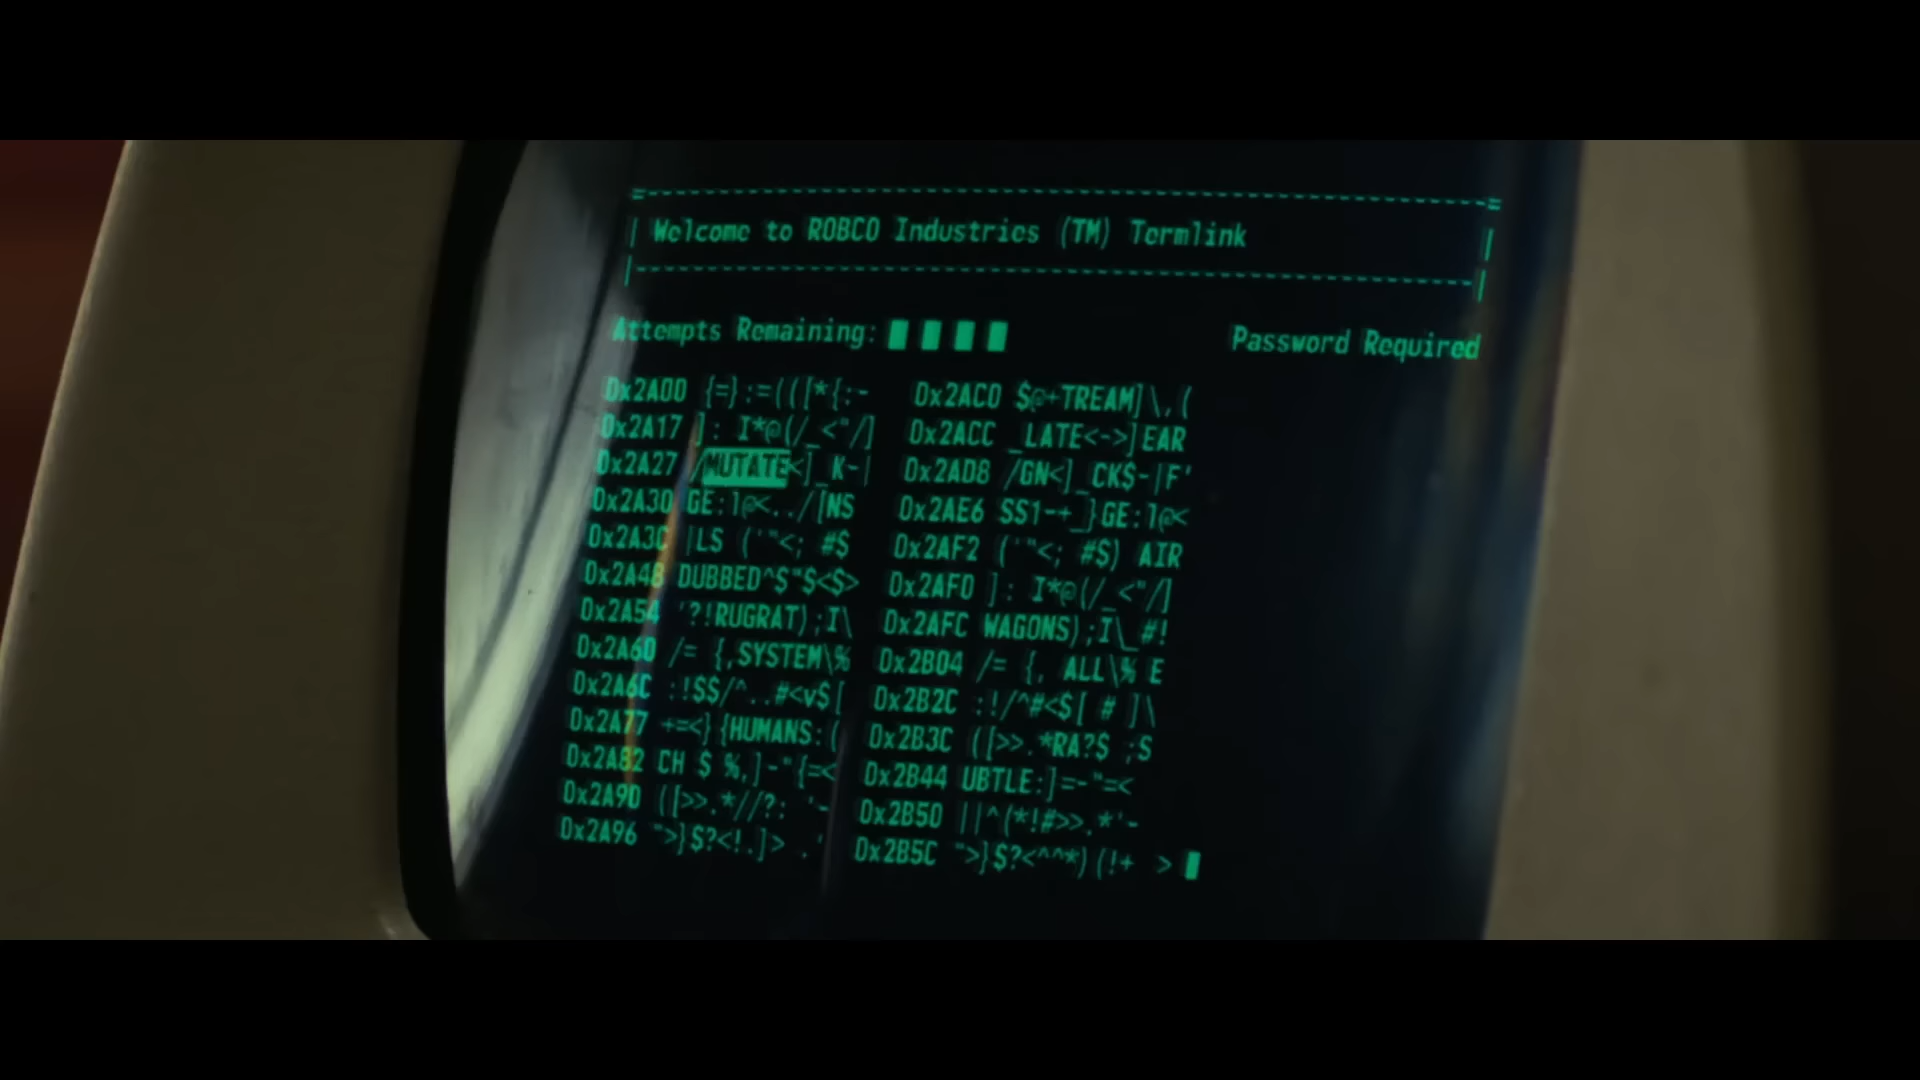 Welcome to ROBCO Industries (TM) Termlink
Attempts Remaining: █ █ █ █
Password Required
0x2A00 {=}:=(([*{:-
0x2A17 ]: I*@(/_<"/]
0x2A27 /MUTATE<]_K-|
0x2A30 GE:1@<../[NS
0x2A3C |LS ('"<; #$
0x2A48 DUBBED^$"$<$>
0x2A54 '?!RUGRAT);I\
0x2A60 /= {,SYSTEM\%
0x2A6C :!$$/^..#<v$[
0x2A77 +=<}{HUMANS:(
0x2A82 CH $ %,]-"{=<
0x2A90 ([>>.*//?: '-
0x2A96 ">}$?<!.]> .'
0x2AC0 $@+TREAM]\,(
0x2ACC _LATE<->]EAR
0x2AD8 /GN<]_CK$-|F'
0x2AE6 SS1-+_}GE:1@<
0x2AF2 ('"<; #$) AIR
0x2AF0 ]: I*@(/_<"/]
0x2AFC WAGONS);I\_#!
0x2B04 /= {, ALL\% E
0x2B2C :!/^#<$[ # ]\
0x2B3C ([>>.*RA?$ ;S
0x2B44 UBTLE:]=-"=<
0x2B50 ||^(*!#>>.*'-
0x2B5C ">}$?<^^*)(!+ > █